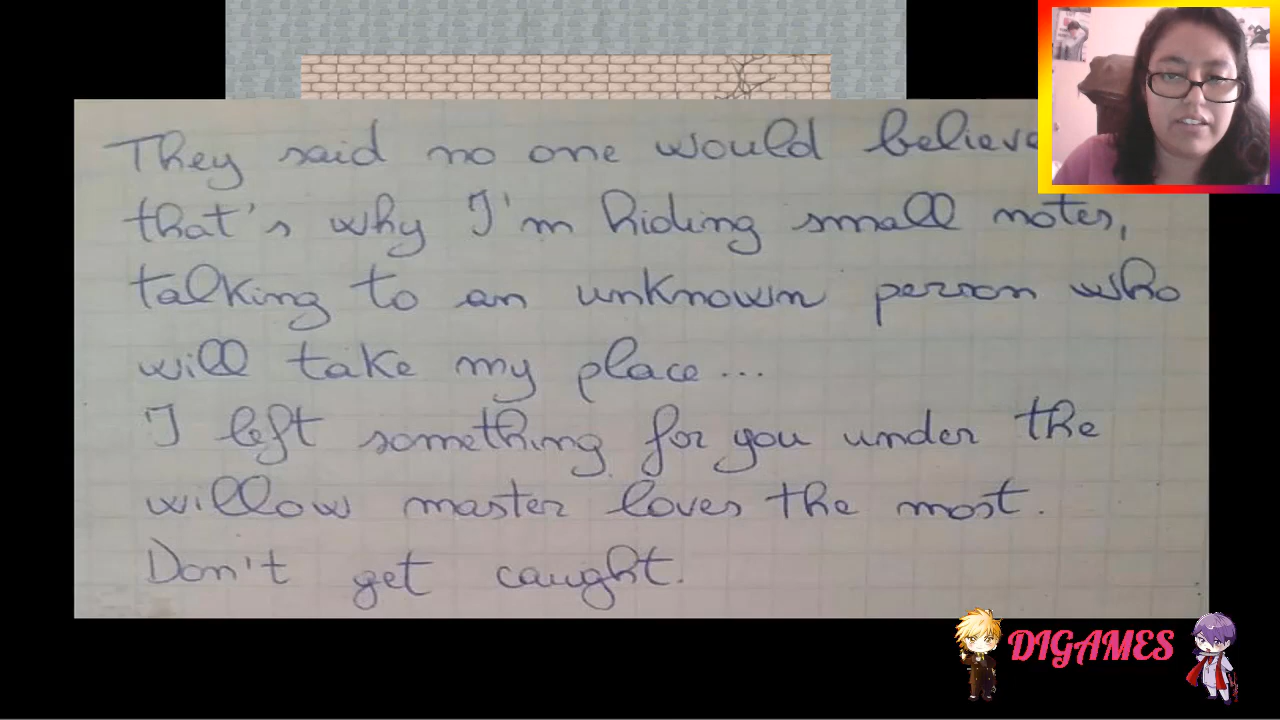 They said no one would believe
that's why I'm hiding small notes,
talking to an unknown person who
will take my place...
I left something for you under the
willow master loves the most.
Don't get caught.
DIGAMES